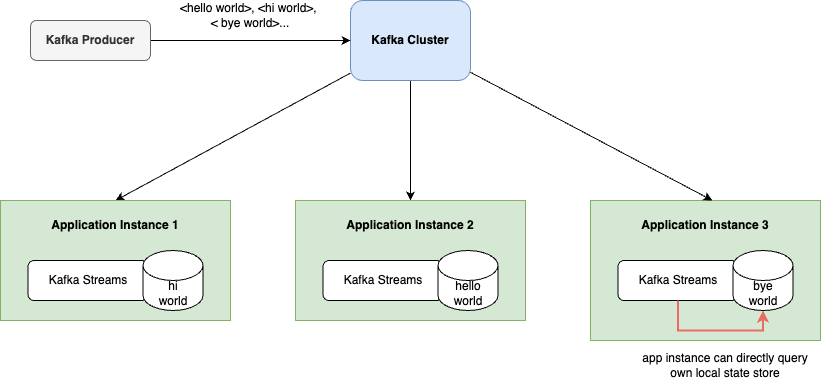 <hello world>, <hi world>,
< bye world>...
Kafka Producer
Kafka Cluster
Application Instance 1
Kafka Streams
hi
world
Application Instance 2
Kafka Streams
hello
world
Application Instance 3
Kafka Streams
bye
world
app instance can directly query
own local state store